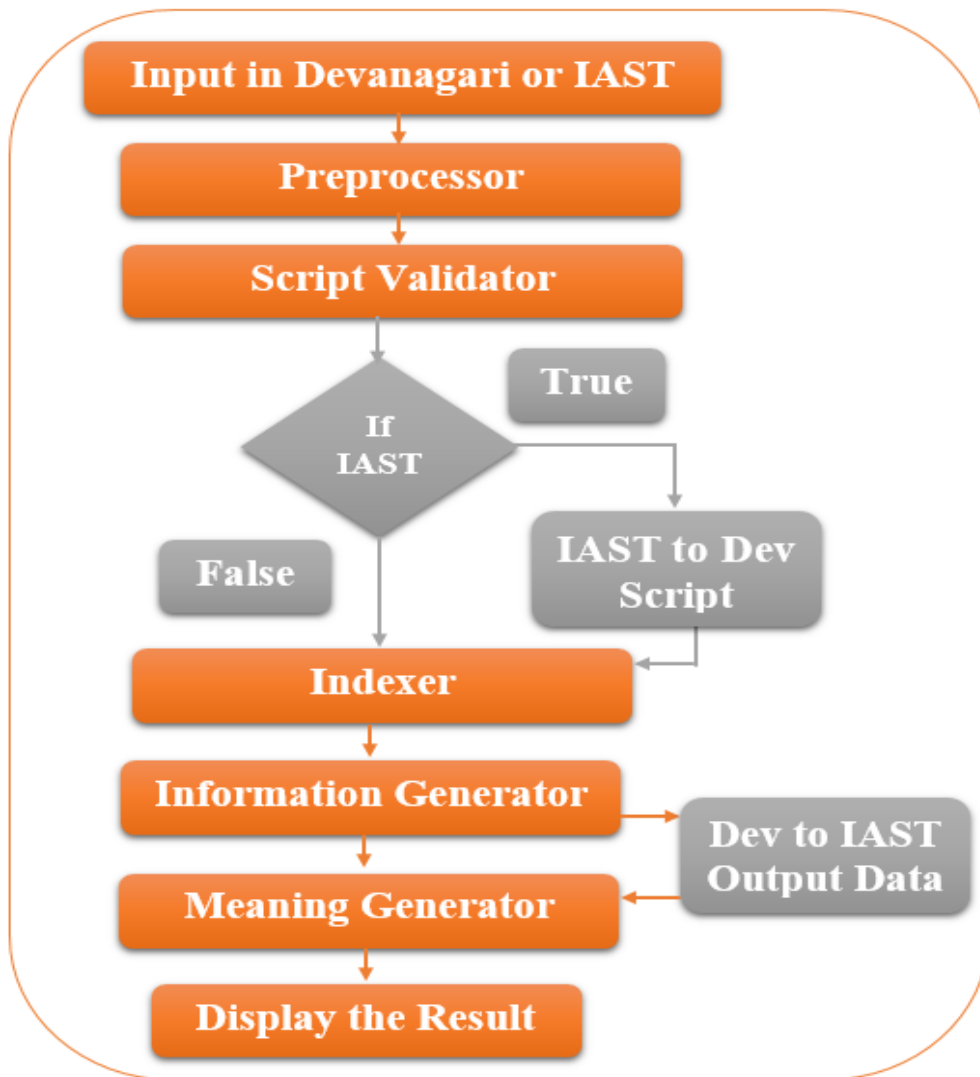 Input in Devanagari or IAST
Preprocessor
Script Validator
True
If
IAST
IAST to Dev
Script
False
Indexer
Information Generator
Dev to IAST
Output Data
Meaning Generator
Display the Result